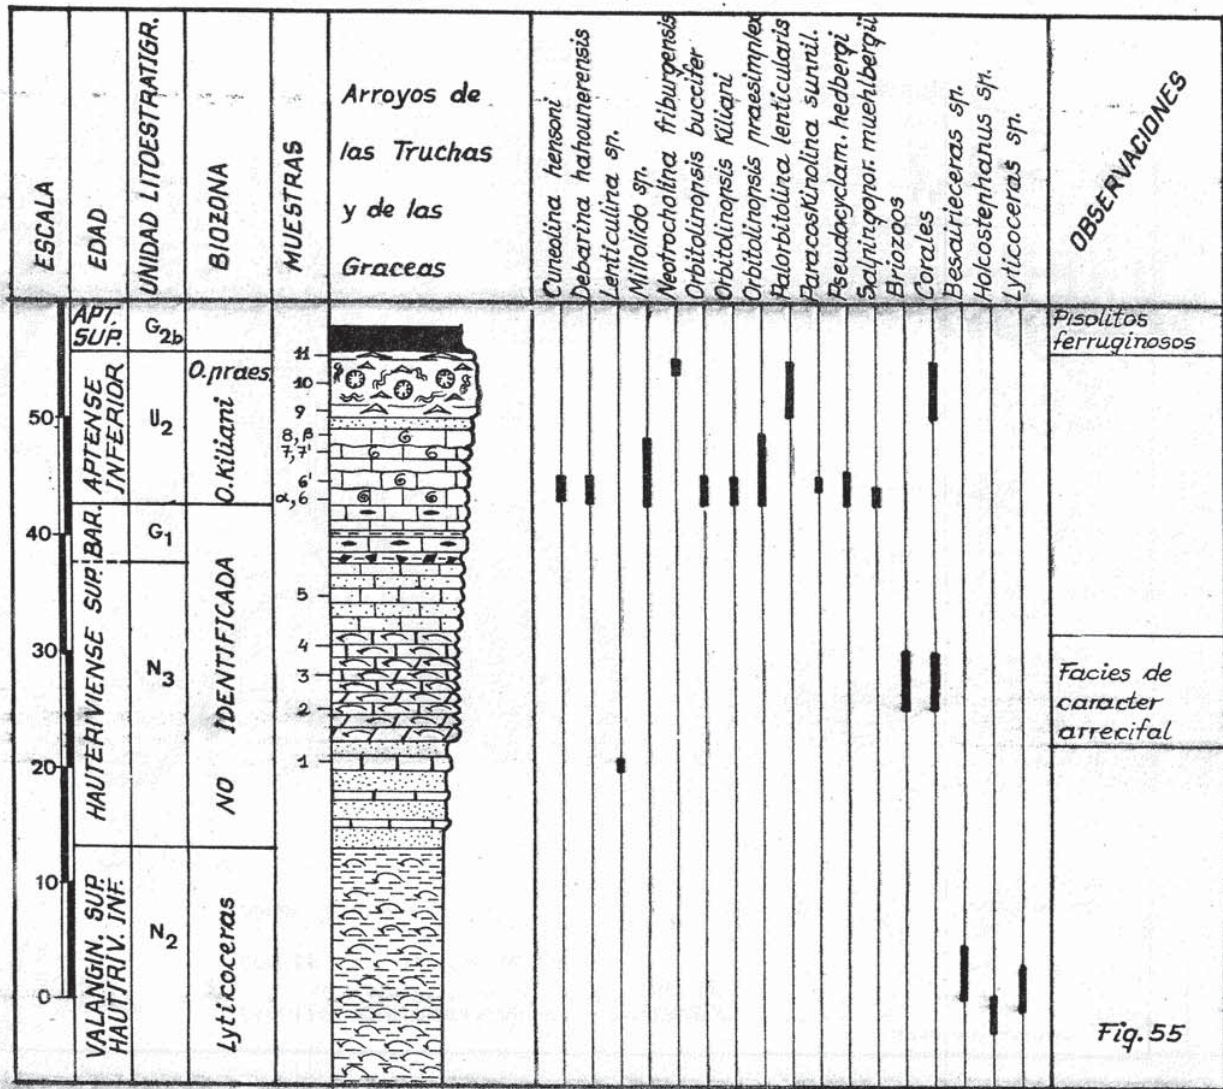 ESCALA
EDAD
UNIDAD LITOESTRATIGR.
BIOZONA
MUESTRAS
Arroyos de
las Truchas
y de las
Graceas
Cuneolina hensoni
Debarina hahounerensis
Lenticulina sp.
Miliolido sp.
Neotrocholina friburgensis
Orbitolinopsis buccifer
Orbitolinopsis Kiliani
Orbitolinopsis praesimplex
Palorbitolina lenticularis
Paracoskinolina sunnil.
Pseudocyclam. hedbergi
Salpingopor. muehlbergii
Briozoos
Corales
Besairieceras sp.
Holcostenhanus sp.
Lyticoceras sp.
OBSERVACIONES
50
40
30
20
10
0
APT.
SUP.
APTENSE
INFERIOR
BAR.
HAUTERIVIENSE SUP.
VALANGIN. SUP.
HAUTRIV. INF.
G2b
U2
G1
N3
N2
O.praes.
O.Kiliani
NO IDENTIFICADA
Lyticoceras
11
10
9
8,β
7,7'
6'
α,6
5
4
3
2
1
Pisolitos
ferruginosos
Facies de
caracter
arrecifal
Fig.55